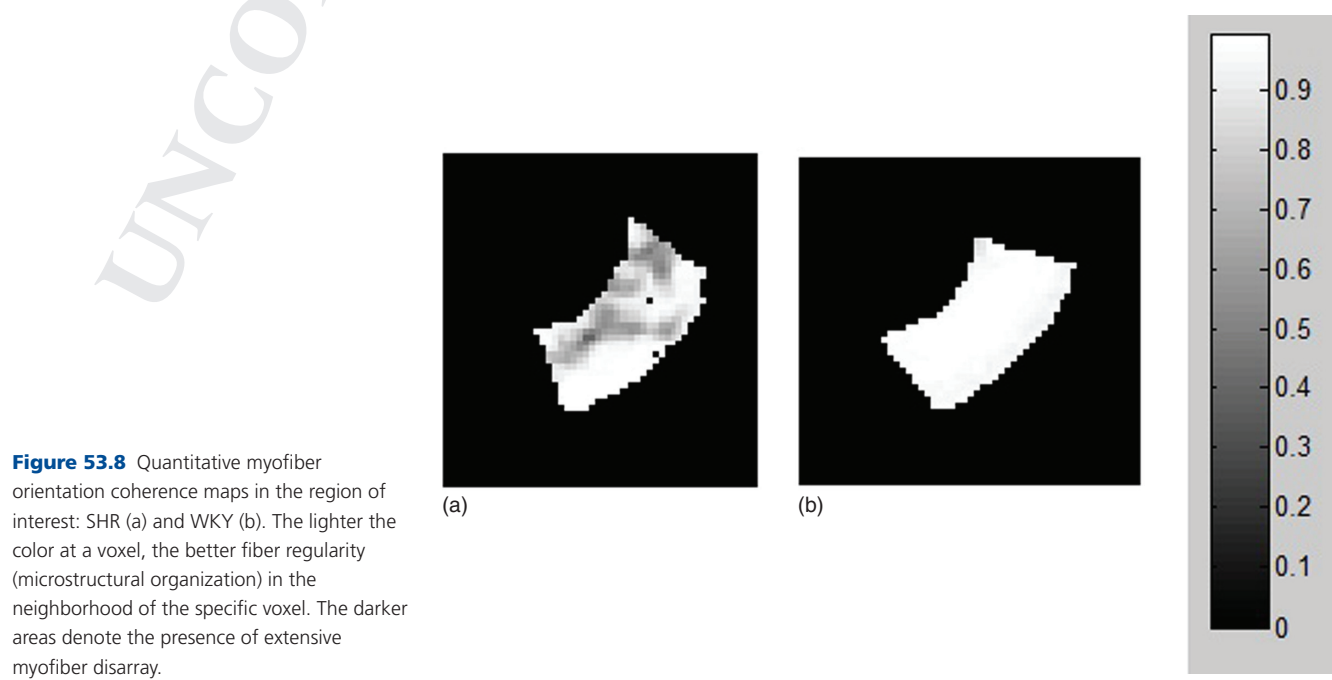 UNCO
0.9
0.8
0.7
0.6
0.5
0.4
0.3
0.2
0.1
0
(a)
(b)
Figure 53.8 Quantitative myofiber
orientation coherence maps in the region of
interest: SHR (a) and WKY (b). The lighter the
color at a voxel, the better fiber regularity
(microstructural organization) in the
neighborhood of the specific voxel. The darker
areas denote the presence of extensive
myofiber disarray.